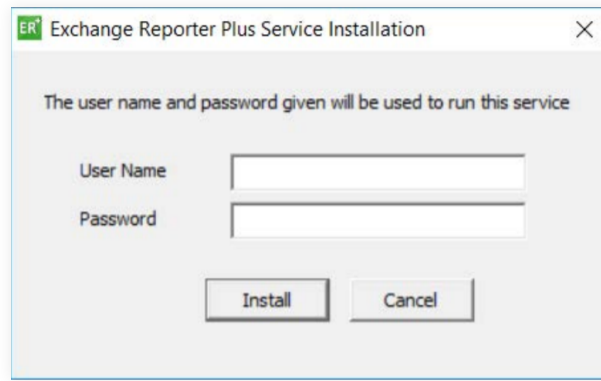 ER+ Exchange Reporter Plus Service Installation
The user name and password given will be used to run this service
User Name
Password
Install Cancel